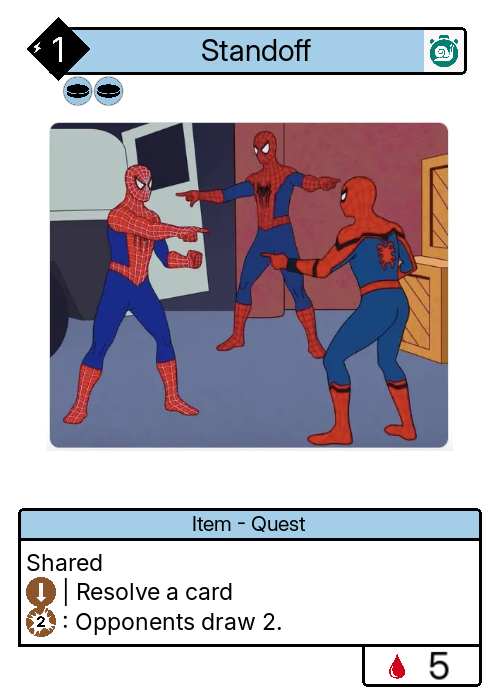 1
Standoff
Item - Quest
Shared
| Resolve a card
2 : Opponents draw 2.
5